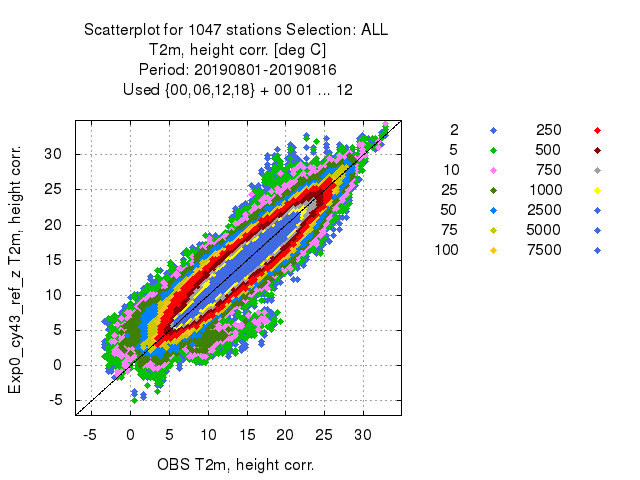 Scatterplot for 1047 stations Selection: ALL
T2m, height corr. [deg C]
Period: 20190801-20190816
Used {00,06,12,18} + 00 01 ... 12
Exp0_cy43_ref_z T2m, height corr.
30
25
20
15
10
5
0
-5
-5 0 5 10 15 20 25 30
OBS T2m, height corr.
2 250
5 500
10 750
25 1000
50 2500
75 5000
100 7500